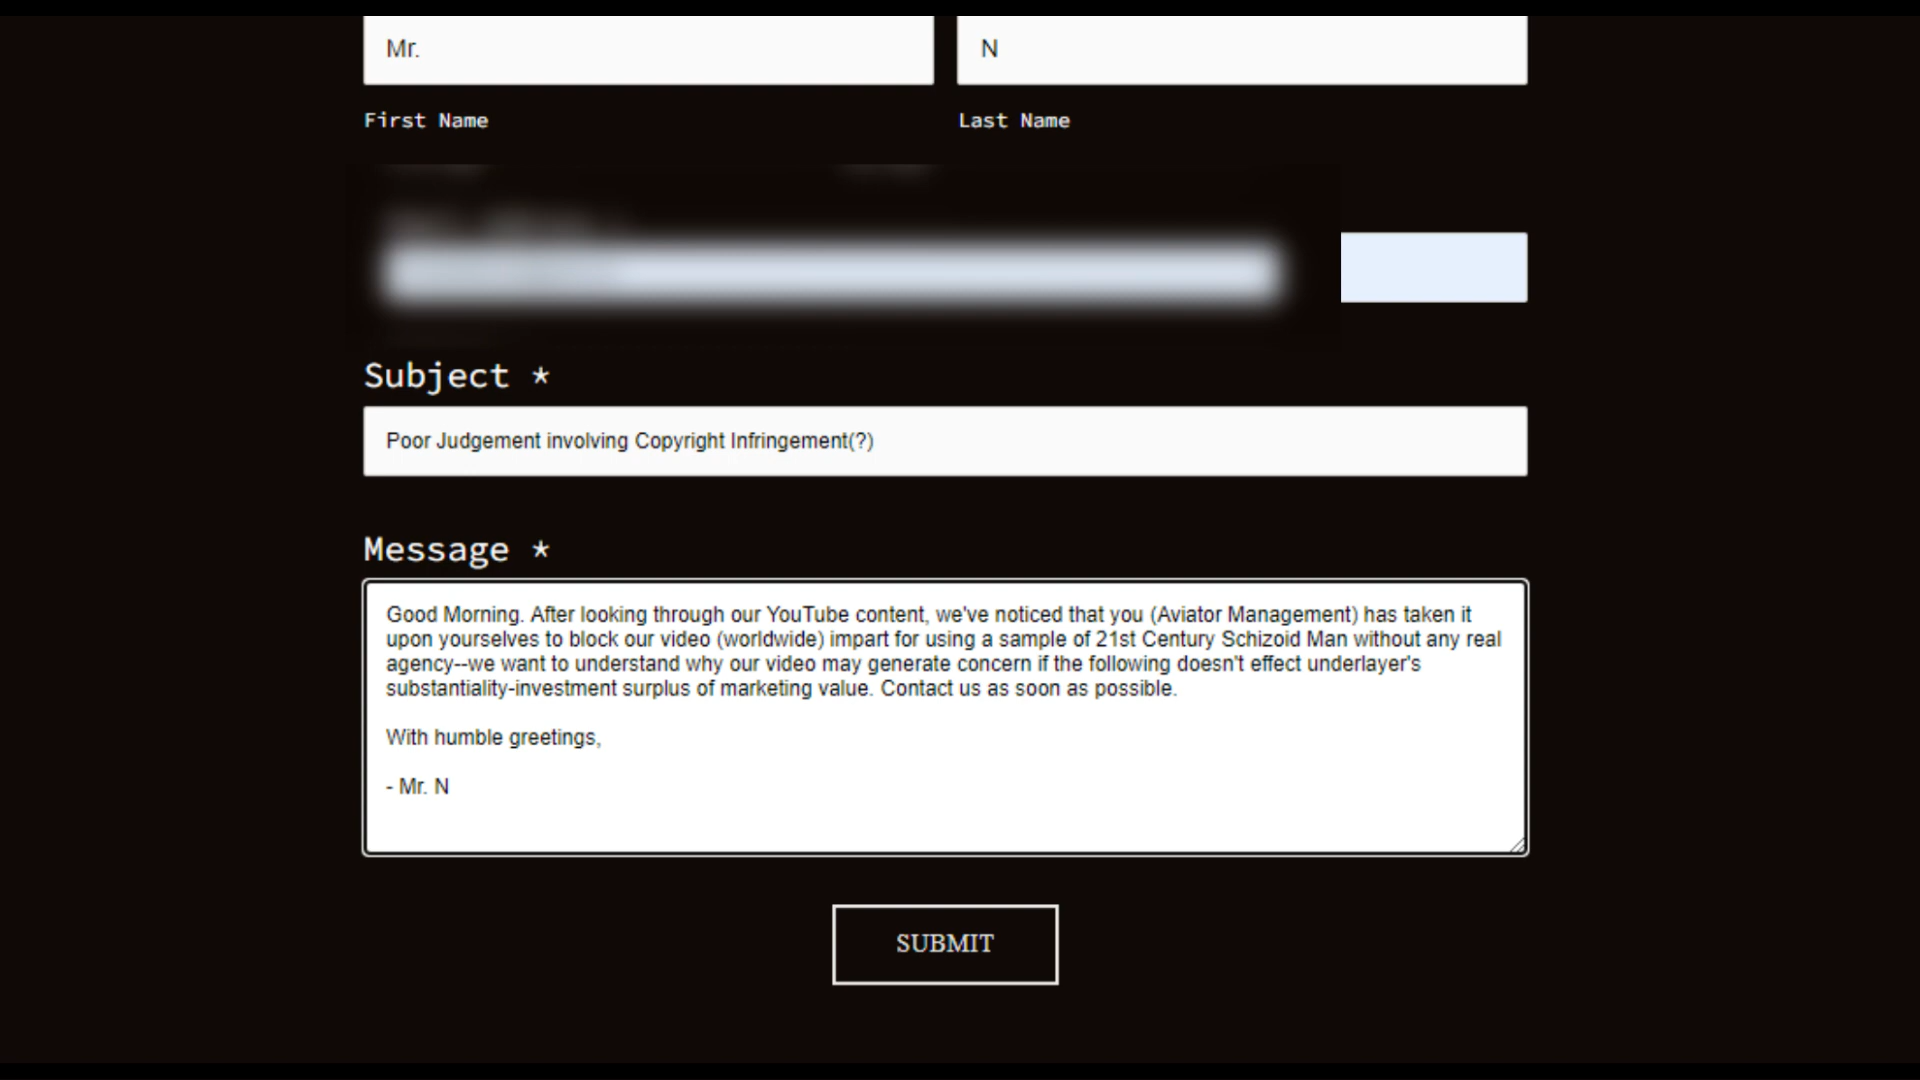 Mr.
N
First Name
Last Name
Subject *
Poor Judgement involving Copyright Infringement(?)
Message *
Good Morning. After looking through our YouTube content, we've noticed that you (Aviator Management) has taken it
upon yourselves to block our video (worldwide) impart for using a sample of 21st Century Schizoid Man without any real
agency--we want to understand why our video may generate concern if the following doesn't effect underlayer's
substantiality-investment surplus of marketing value. Contact us as soon as possible.
With humble greetings,
- Mr. N
SUBMIT